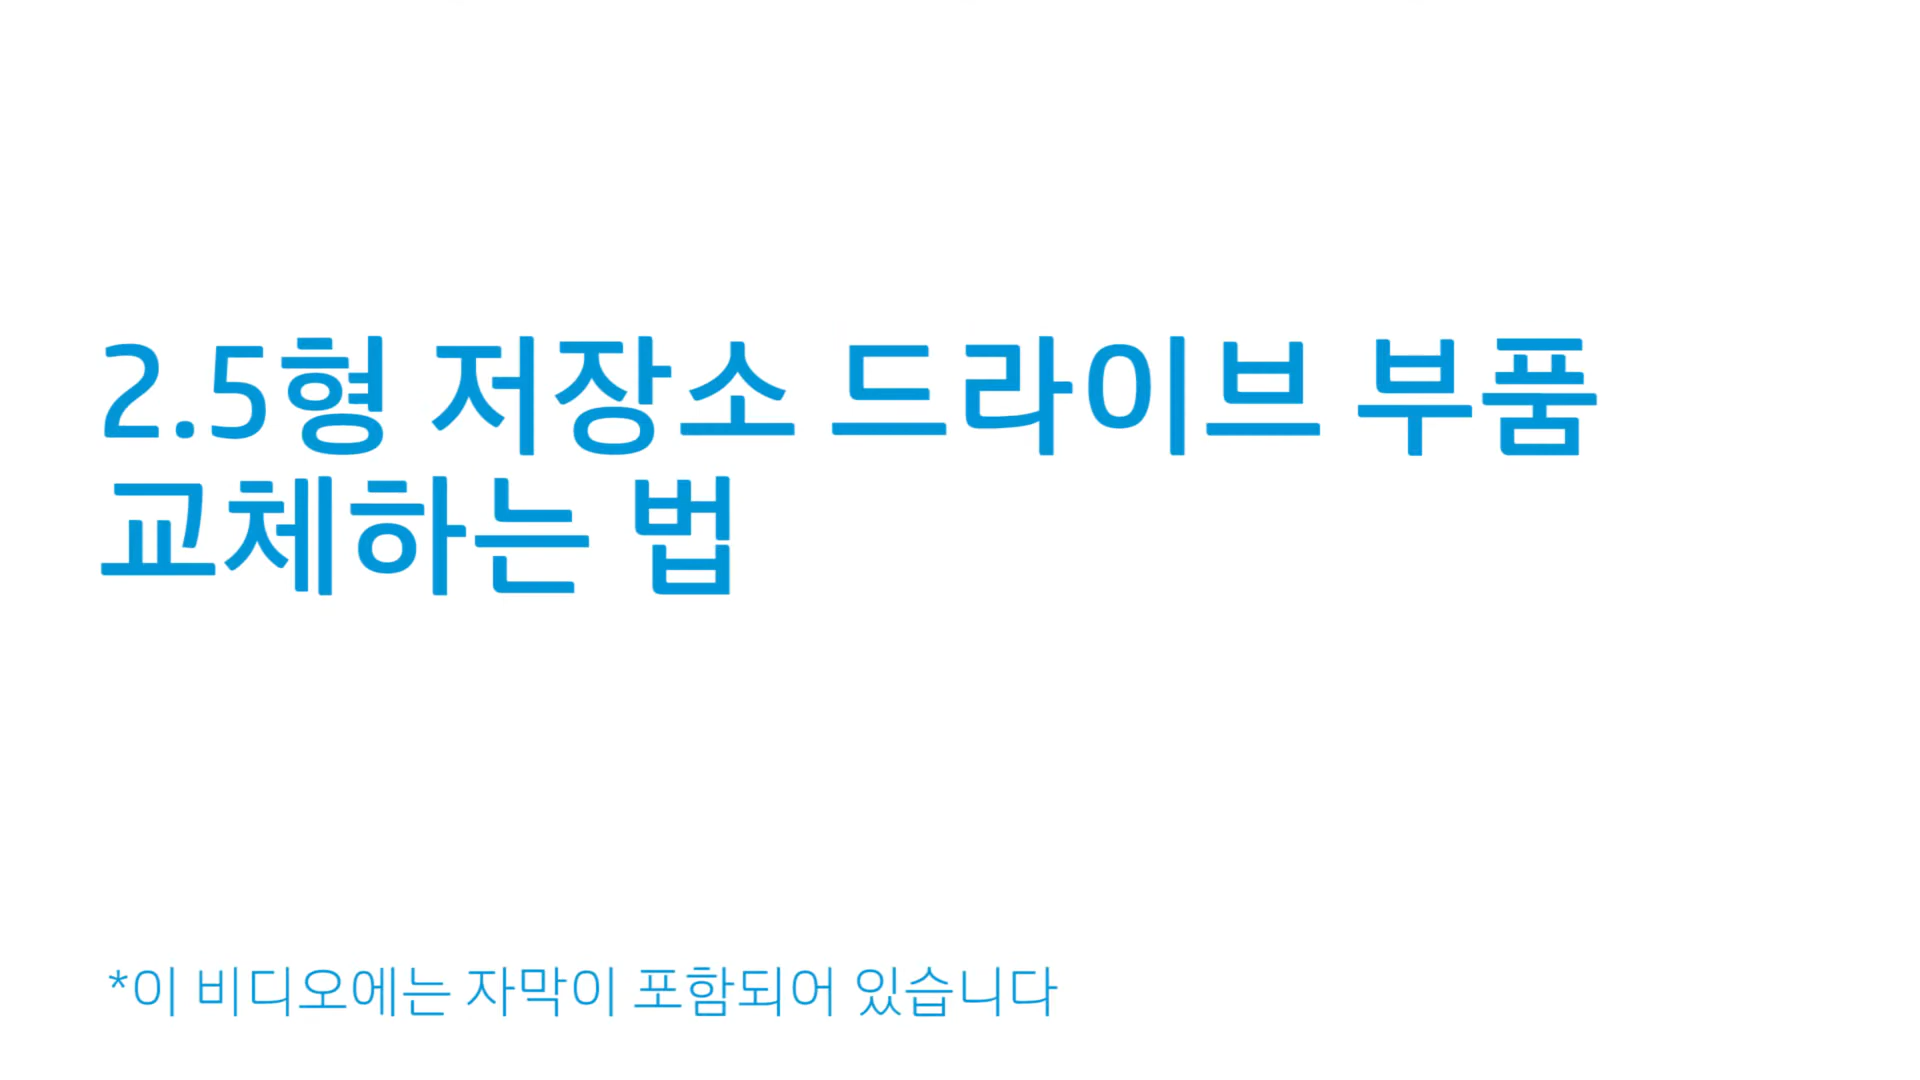 2.5형 저장소 드라이브 부품
교체하는 법
*이 비디오에는 자막이 포함되어 있습니다